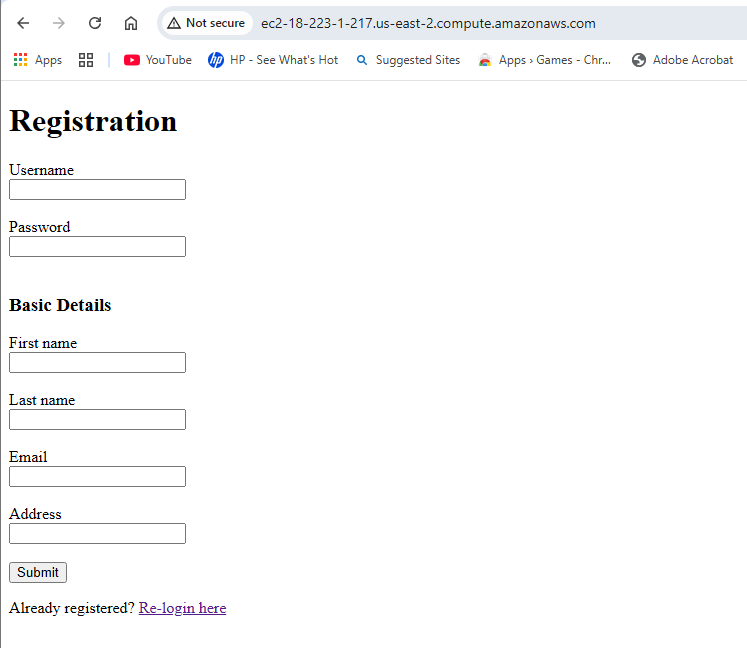 Not secure ec2-18-223-1-217.us-east-2.compute.amazonaws.com
Apps YouTube hp HP - See What's Hot Suggested Sites Apps › Games - Chr... Adobe Acrobat
Registration
Username
Password
Basic Details
First name
Last name
Email
Address
Submit
Already registered? Re-login here